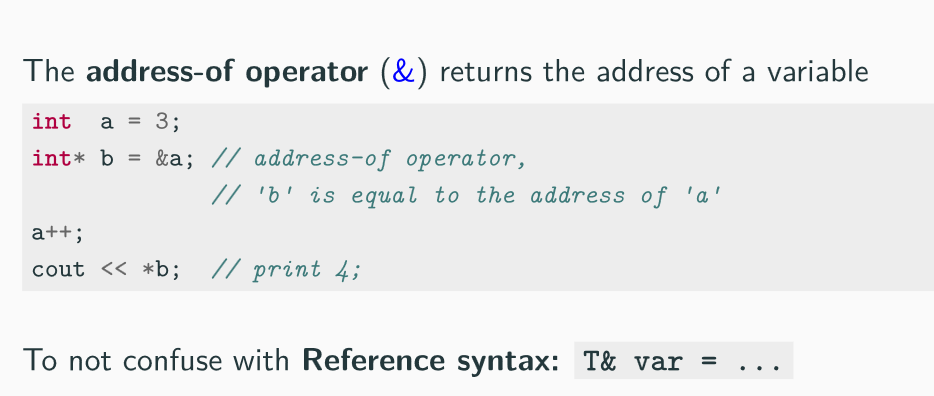 The address-of operator (&) returns the address of a variable
int  a = 3;
int* b = &a; // address-of operator,
             // 'b' is equal to the address of 'a'
a++;
cout << *b;  // print 4;
To not confuse with Reference syntax: T& var = ...